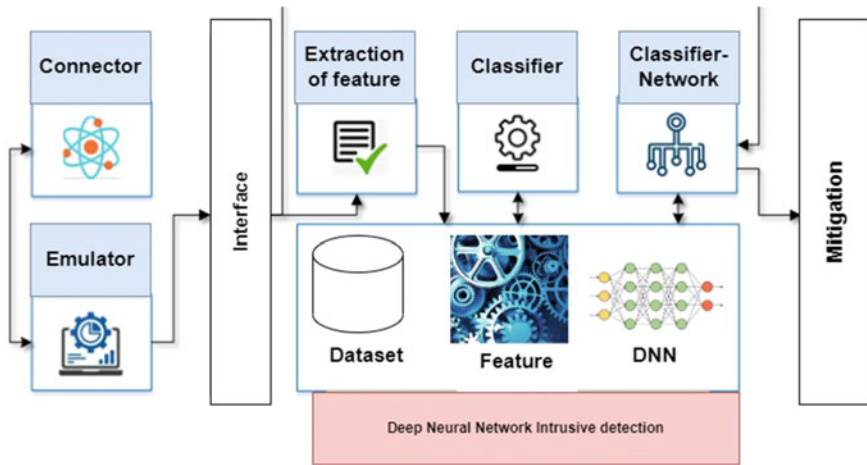 Connector
Emulator
Interface
Extraction
of feature
Classifier
Classifier-
Network
Dataset
Feature
DNN
Deep Neural Network Intrusive detection
Mitigation